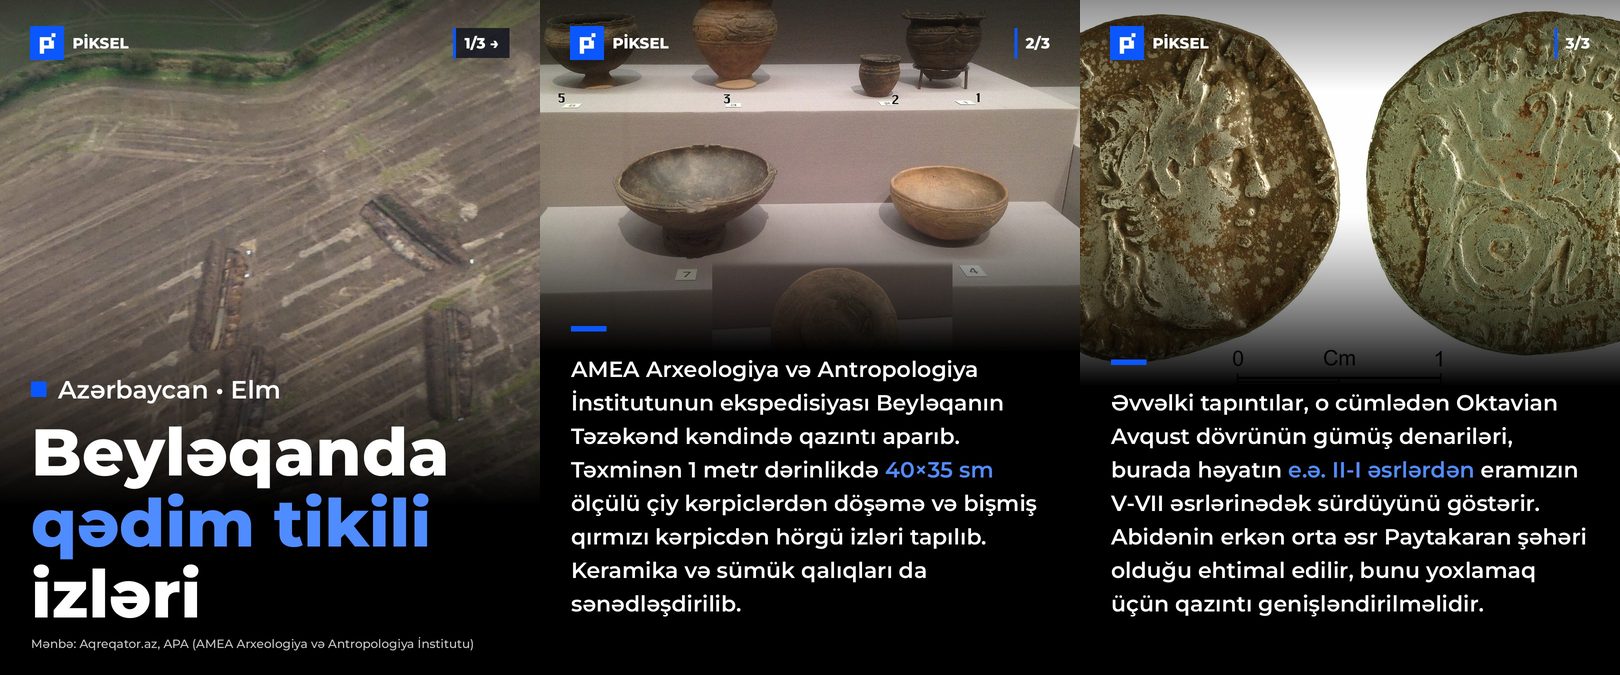 PİKSEL
1/3 →
Azərbaycan • Elm
Beyləqanda
qədim tikili
izləri
Mənbə: Aqreqator.az, APA (AMEA Arxeologiya və Antropologiya İnstitutu)
PİKSEL
2/3
5
3
2
1
7
4
AMEA Arxeologiya və Antropologiya
İnstitutunun ekspedisiyası Beyləqanın
Təzəkənd kəndində qazıntı aparıb.
Təxminən 1 metr dərinlikdə 40×35 sm
ölçülü çiy kərpiclərdən döşəmə və bişmiş
qırmızı kərpicdən hörgü izləri tapılıb.
Keramika və sümük qalıqları da
sənədləşdirilib.
PİKSEL
3/3
0 Cm 1
Əvvəlki tapıntılar, o cümlədən Oktavian
Avqust dövrünün gümüş denariləri,
burada həyatın e.ə. II-I əsrlərdən eramızın
V-VII əsrlərinədək sürdüyünü göstərir.
Abidənin erkən orta əsr Paytakaran şəhəri
olduğu ehtimal edilir, bunu yoxlamaq
üçün qazıntı genişləndirilməlidir.